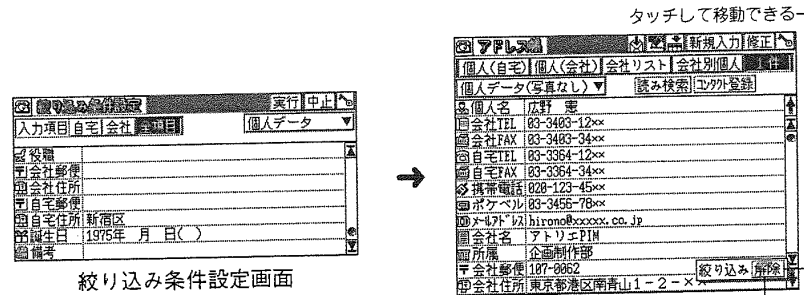 タッチして移動できる
絞り込み条件設定 実行 中止
入力項目 自宅 会社 全項目 個人データ ▼
役職
会社郵便
会社住所
自宅郵便
自宅住所 新宿区
誕生日 1975年 月 日( )
備考
絞り込み条件設定画面
→
アドレス帳 新規入力 修正
個人(自宅) 個人(会社) 会社リスト 会社別個人 1件
個人データ(写真なし) ▼ 読み検索 コンタクト登録
個人名 広野 憲
会社TEL 03-3403-12××
会社FAX 03-3403-34××
自宅TEL 03-3364-12××
自宅FAX 03-3364-34××
携帯電話 020-123-45××
ポケベル 03-3456-78××
メールアドレス hirono@xxxxx.co.jp
会社名 アトリエPIM
所属 企画制作部
会社郵便 107-0062 絞り込み 解除
会社住所 東京都港区南青山1-2-××